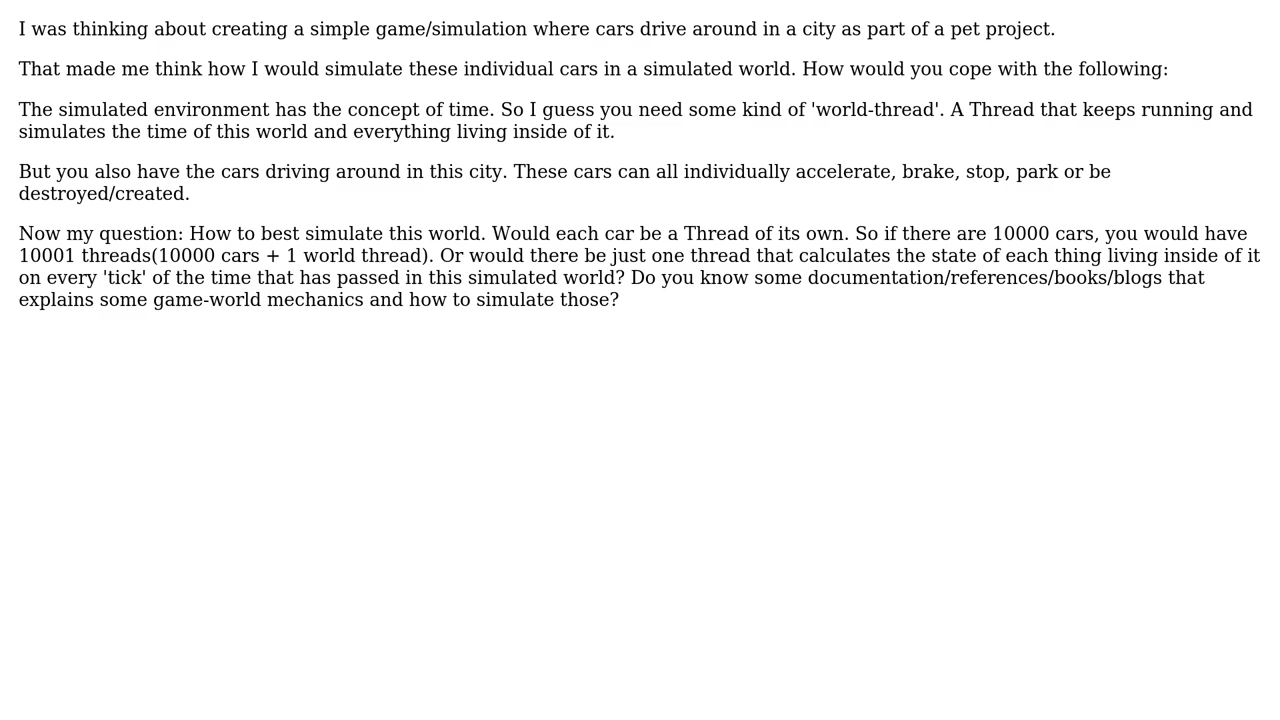 I was thinking about creating a simple game/simulation where cars drive around in a city as part of a pet project.
That made me think how I would simulate these individual cars in a simulated world. How would you cope with the following:
The simulated environment has the concept of time. So I guess you need some kind of 'world-thread'. A Thread that keeps running and
simulates the time of this world and everything living inside of it.
But you also have the cars driving around in this city. These cars can all individually accelerate, brake, stop, park or be
destroyed/created.
Now my question: How to best simulate this world. Would each car be a Thread of its own. So if there are 10000 cars, you would have
10001 threads(10000 cars + 1 world thread). Or would there be just one thread that calculates the state of each thing living inside of it
on every 'tick' of the time that has passed in this simulated world? Do you know some documentation/references/books/blogs that
explains some game-world mechanics and how to simulate those?